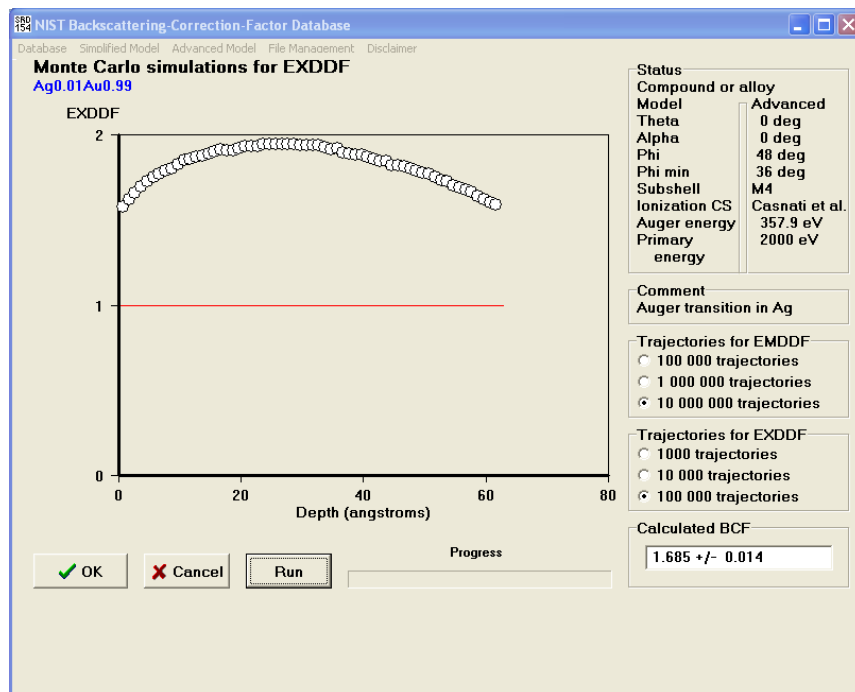 SRD 154 NIST Backscattering-Correction-Factor Database
Database Simplified Model Advanced Model File Management Disclaimer
Monte Carlo simulations for EXDDF
Ag0.01Au0.99
EXDDF
2
1
0
0 20 40 60 80
Depth (angstroms)
OK Cancel Run
Progress
Status
Compound or alloy
Model Advanced
Theta 0 deg
Alpha 0 deg
Phi 48 deg
Phi min 36 deg
Subshell M4
Ionization CS Casnati et al.
Auger energy 357.9 eV
Primary 2000 eV
energy
Comment
Auger transition in Ag
Trajectories for EMDDF
100 000 trajectories
1 000 000 trajectories
10 000 000 trajectories
Trajectories for EXDDF
1000 trajectories
10 000 trajectories
100 000 trajectories
Calculated BCF
1.685 +/- 0.014